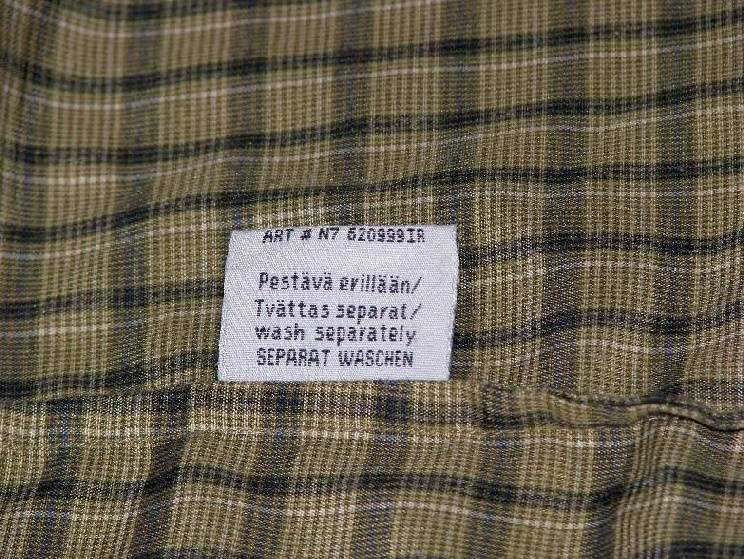 ART # N7 620999IR
Pestävä erillään/
Tvättas separat/
wash separately
SEPARAT WASCHEN